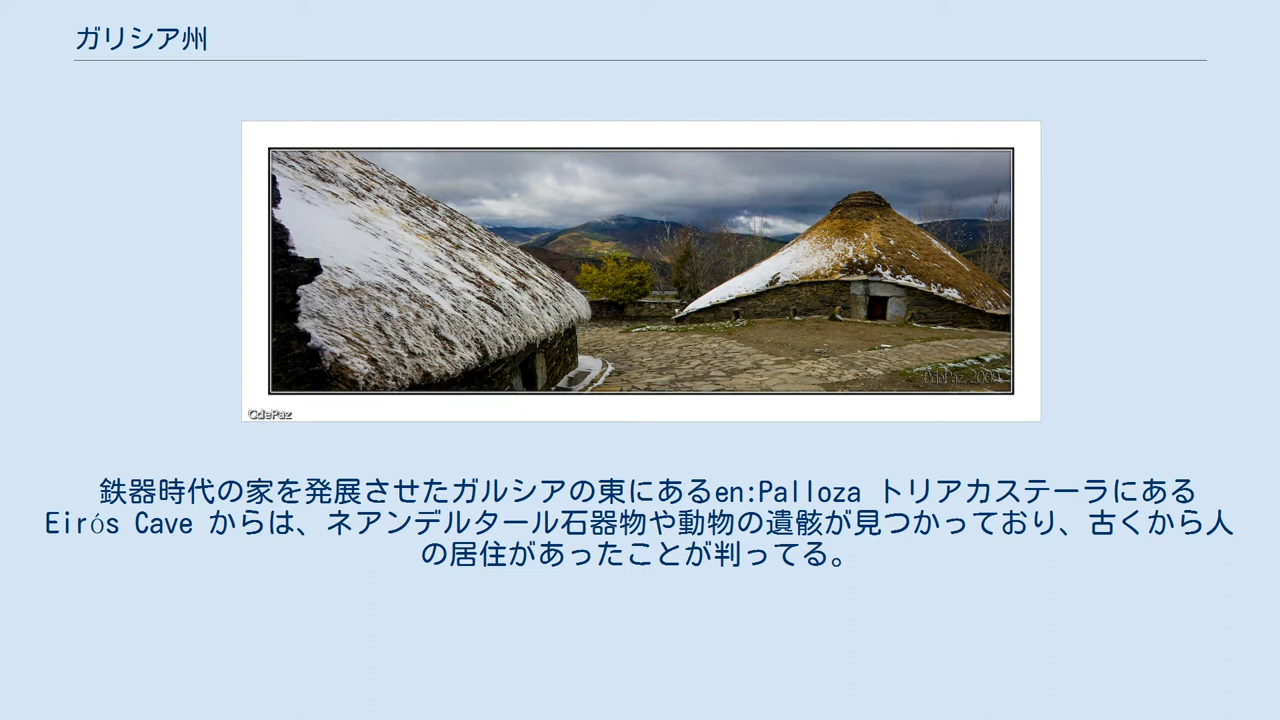 ガリシア州
CdePaz 2009
CdePaz
鉄器時代の家を発展させたガルシアの東にあるen:Palloza トリアカステーラにある
Eirós Cave からは、ネアンデルタール石器物や動物の遺骸が見つかっており、古くから人
の居住があったことが判ってる。